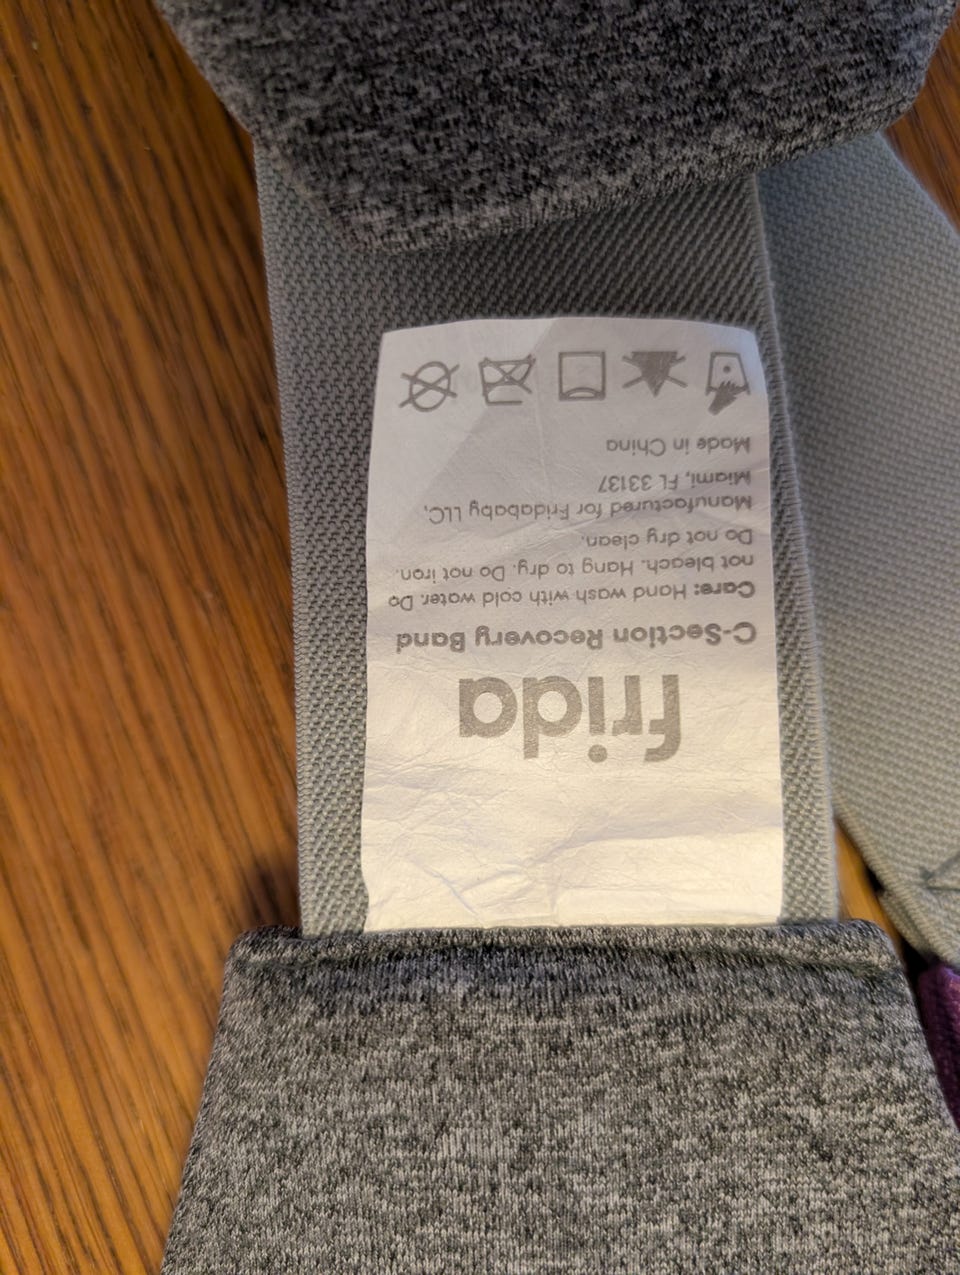 frida
C-Section Recovery Band
Care: Hand wash with cold water. Do
not bleach. Hang to dry. Do not iron.
Do not dry clean.
Manufactured for Fridababy LLC,
Miami, FL 33137
Made in China